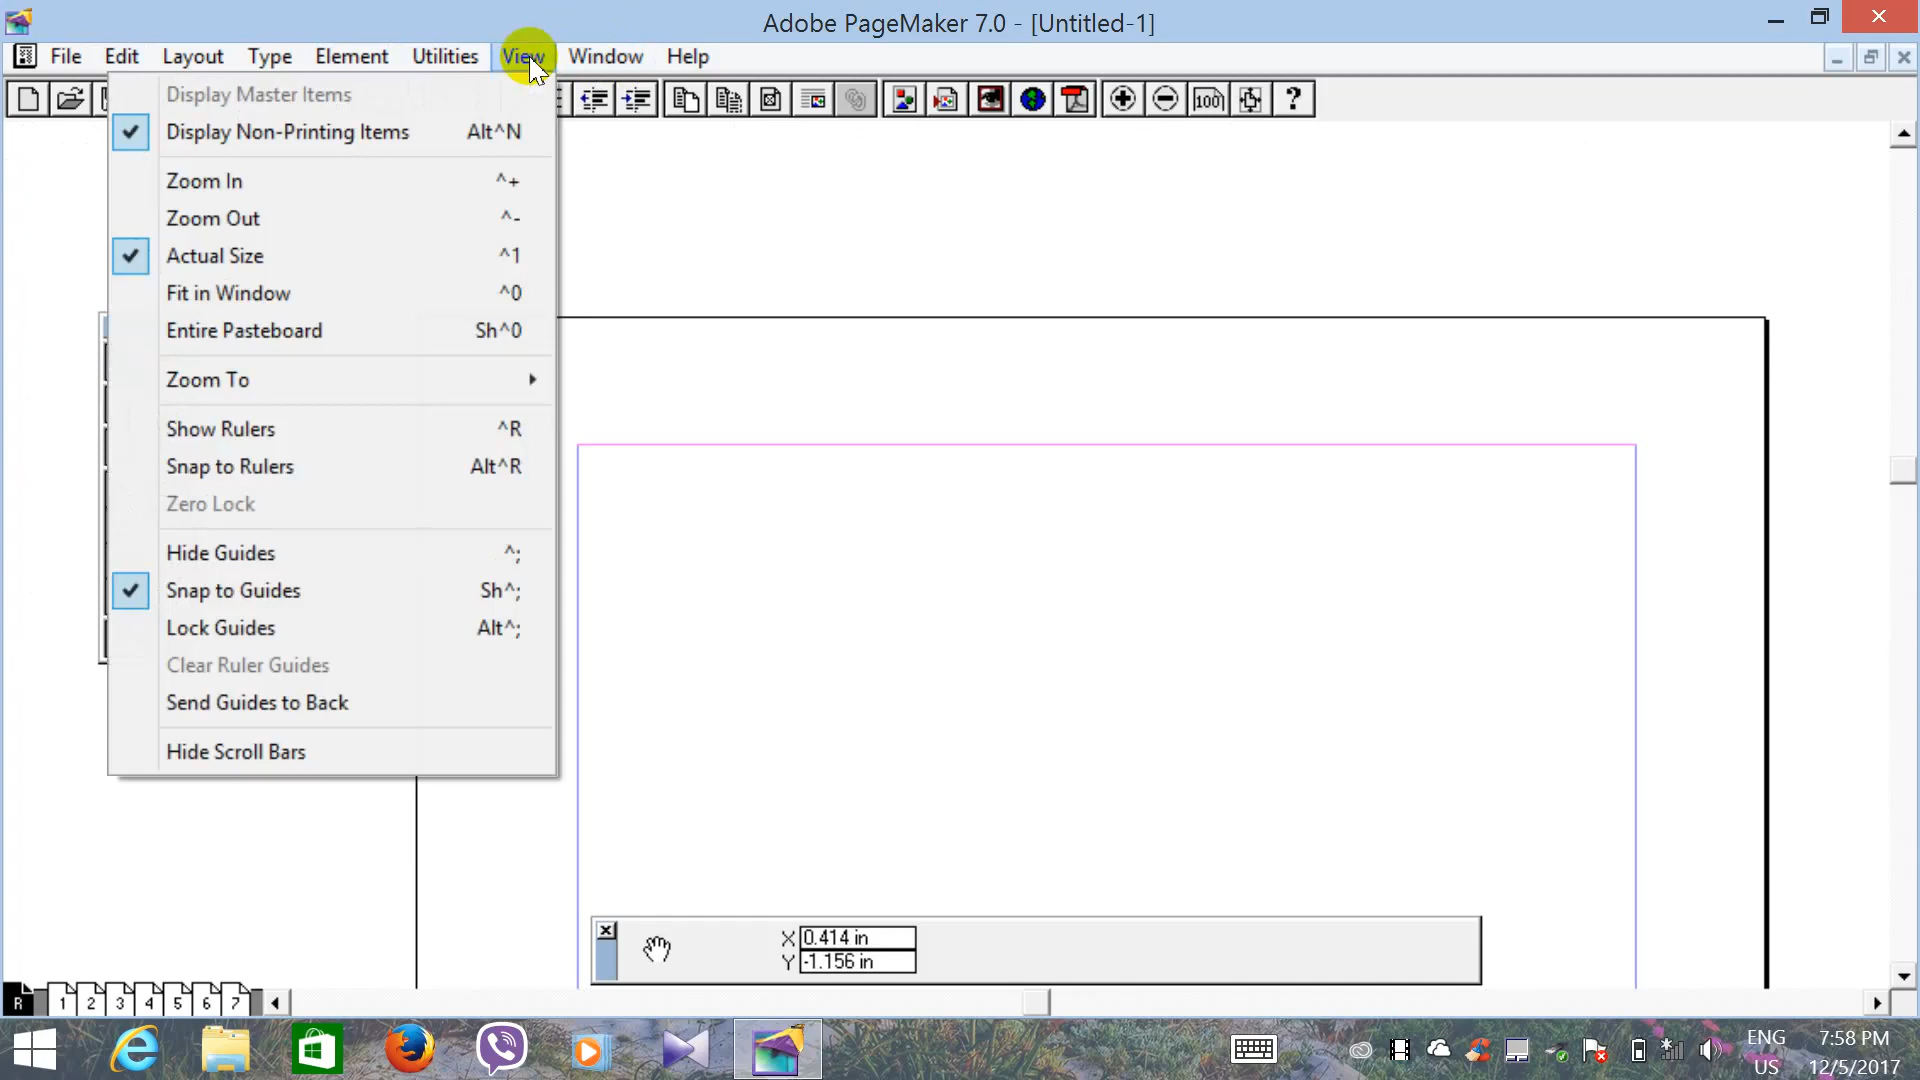 Adobe PageMaker 7.0 - [Untitled-1]
File Edit Layout Type Element Utilities View Window Help
Display Master Items
Display Non-Printing Items Alt^N
Zoom In ^+
Zoom Out ^-
Actual Size ^1
Fit in Window ^0
Entire Pasteboard Sh^0
Zoom To
Show Rulers ^R
Snap to Rulers Alt^R
Zero Lock
Hide Guides ^;
Snap to Guides Sh^;
Lock Guides Alt^;
Clear Ruler Guides
Send Guides to Back
Hide Scroll Bars
100
?
X 0.414 in
Y -1.156 in
R 1 2 3 4 5 6 7
ENG 7:58 PM
US 12/5/2017